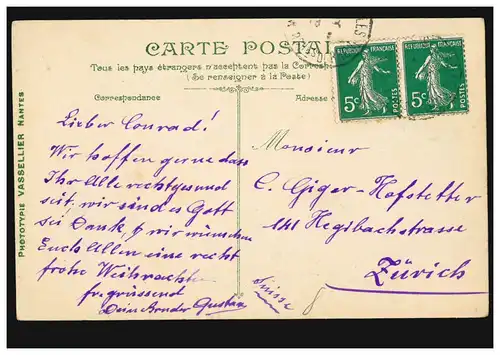 CARTE POSTALE
Tous les pays étrangers n'acceptent pas la Correspondance
(Se renseigner à la Poste)
Correspondance
Adresse
REPUBLIQUE FRANÇAISE
5c
POSTES
REPUBLIQUE FRANÇAISE
5c
POSTES
PHOTOTYPIE VASSELLIER NANTES
Lieber Conrad!
Wir hoffen gerne dass
Ihr Alle recht gesund
seit, wir sind es Gott
sei Dank, & wir wünschen
Euch Allen eine recht
frohe Weihnachten
fr. grüssend
Dein Bruder Gustav
Monsieur
C. Giger-Hofstetter
141 Hegibachstrasse
Zürich
Suisse